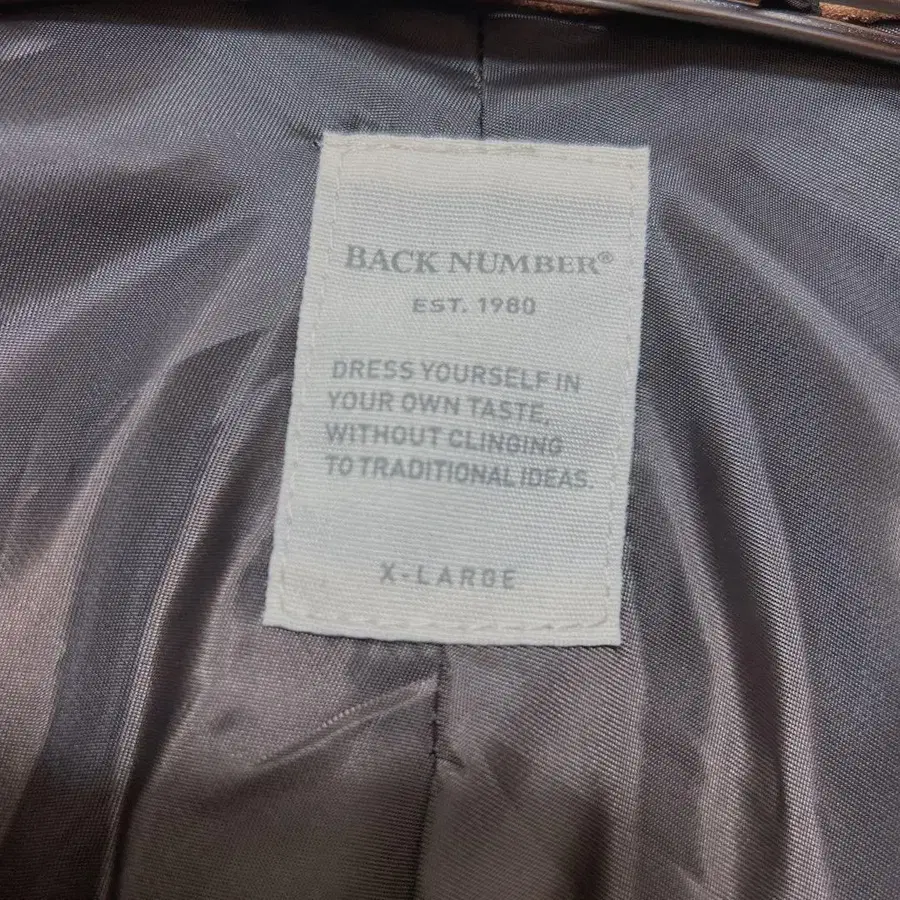 BACK NUMBER®
EST. 1980
DRESS YOURSELF IN
YOUR OWN TASTE,
WITHOUT CLINGING
TO TRADITIONAL IDEAS.
X-LARGE